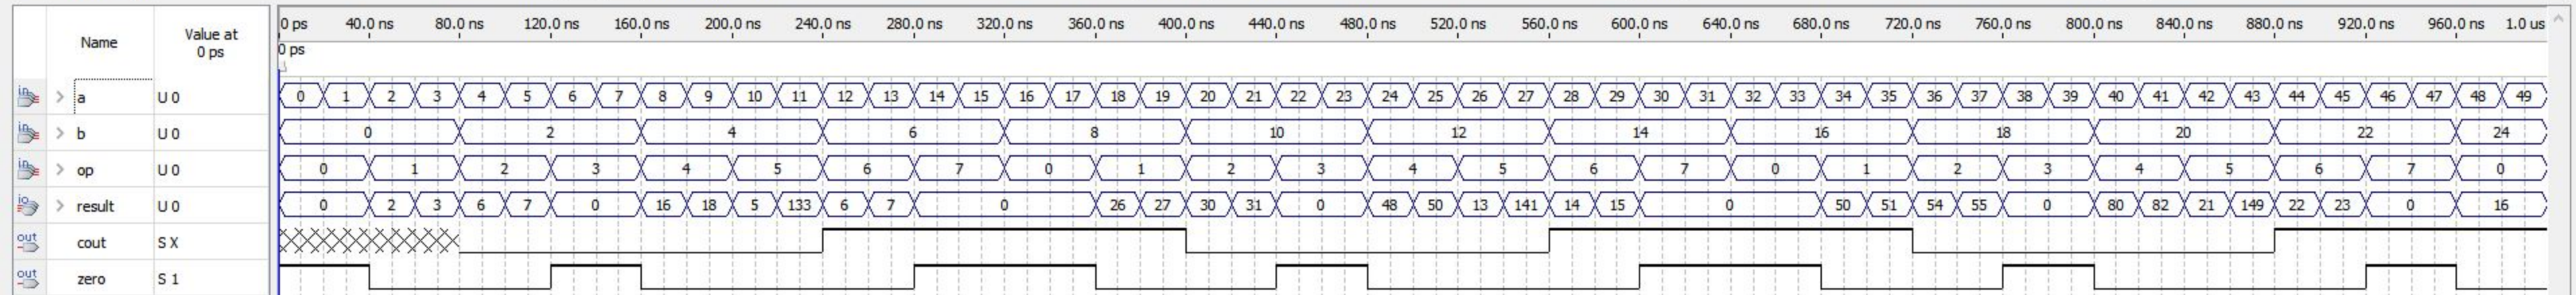 Name Value at 0 ps 0 ps 40.0 ns 80.0 ns 120.0 ns 160.0 ns 200.0 ns 240.0 ns 280.0 ns 320.0 ns 360.0 ns 400.0 ns 440.0 ns 480.0 ns 520.0 ns 560.0 ns 600.0 ns 640.0 ns 680.0 ns 720.0 ns 760.0 ns 800.0 ns 840.0 ns 880.0 ns 920.0 ns 960.0 ns 1.0 us
0 ps
in a U 0 0 1 2 3 4 5 6 7 8 9 10 11 12 13 14 15 16 17 18 19 20 21 22 23 24 25 26 27 28 29 30 31 32 33 34 35 36 37 38 39 40 41 42 43 44 45 46 47 48 49
in b U 0 0 2 4 6 8 10 12 14 16 18 20 22 24
in op U 0 0 1 2 3 4 5 6 7 0 1 2 3 4 5 6 7 0 1 2 3 4 5 6 7 0
io result U 0 0 2 3 6 7 0 16 18 5 133 6 7 0 26 27 30 31 0 48 50 13 141 14 15 0 50 51 54 55 0 80 82 21 149 22 23 0 16
out cout S X
out zero S 1